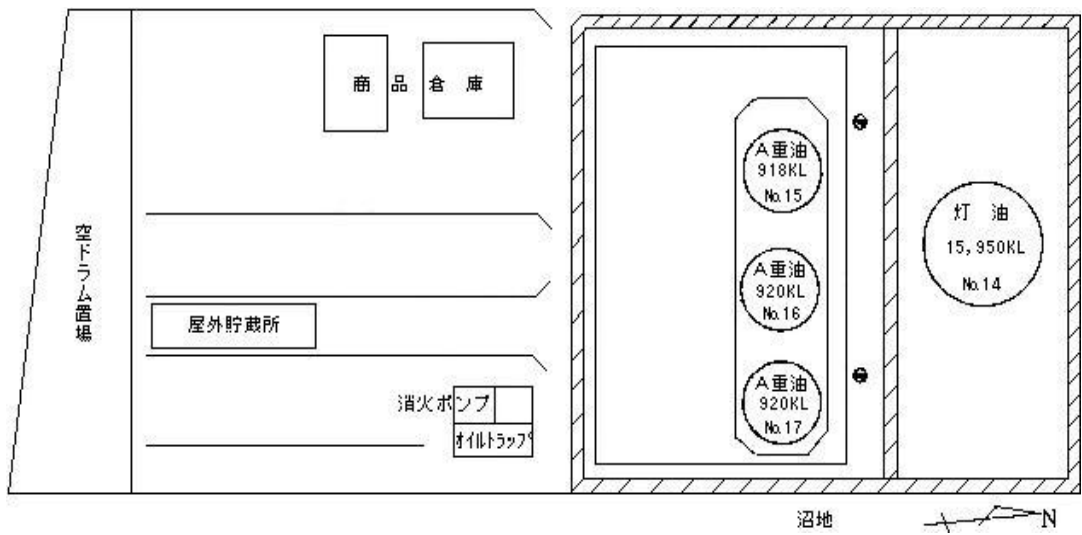 商品倉庫
空ドラム置場
屋外貯蔵所
消火ポンプ
オイルトラップ
A重油
918KL
No.15
A重油
920KL
No.16
A重油
920KL
No.17
灯油
15,950KL
No.14
沼地
N